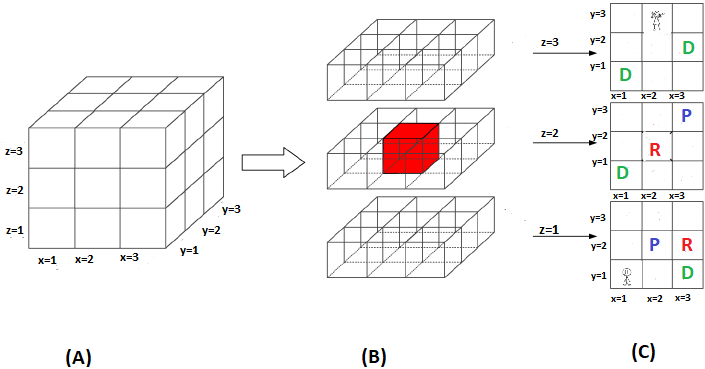 z=3
z=2
z=1
x=1
x=2
x=3
y=1
y=2
y=3
(A)
(B)
z=3
z=2
z=1
y=3
y=2
D
y=1
D
x=1
x=2
x=3
y=3
P
y=2
R
y=1
D
x=1
x=2
x=3
y=3
y=2
P
R
y=1
D
x=1
x=2
x=3
(C)